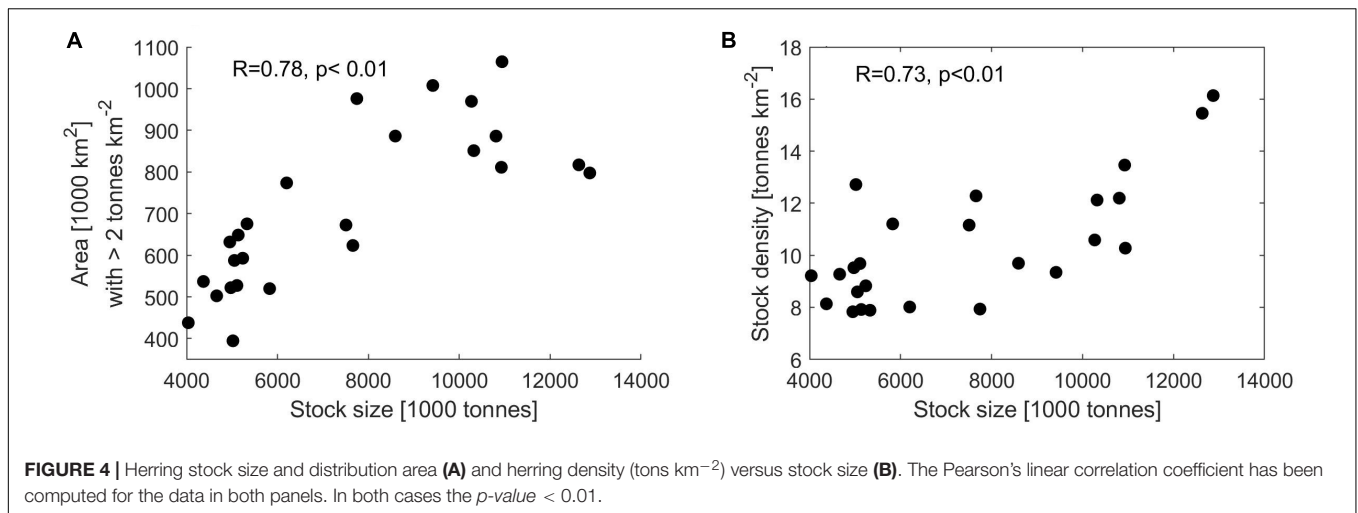 A
1100
1000
900
800
700
600
500
400
Area [1000 km²]
with > 2 tonnes km⁻²
R=0.78, p< 0.01
4000 6000 8000 10000 12000 14000
Stock size [1000 tonnes]
B
18
16
14
12
10
8
6
Stock density [tonnes km⁻²]
R=0.73, p<0.01
4000 6000 8000 10000 12000 14000
Stock size [1000 tonnes]
FIGURE 4 | Herring stock size and distribution area (A) and herring density (tons km⁻²) versus stock size (B). The Pearson's linear correlation coefficient has been
computed for the data in both panels. In both cases the p-value < 0.01.